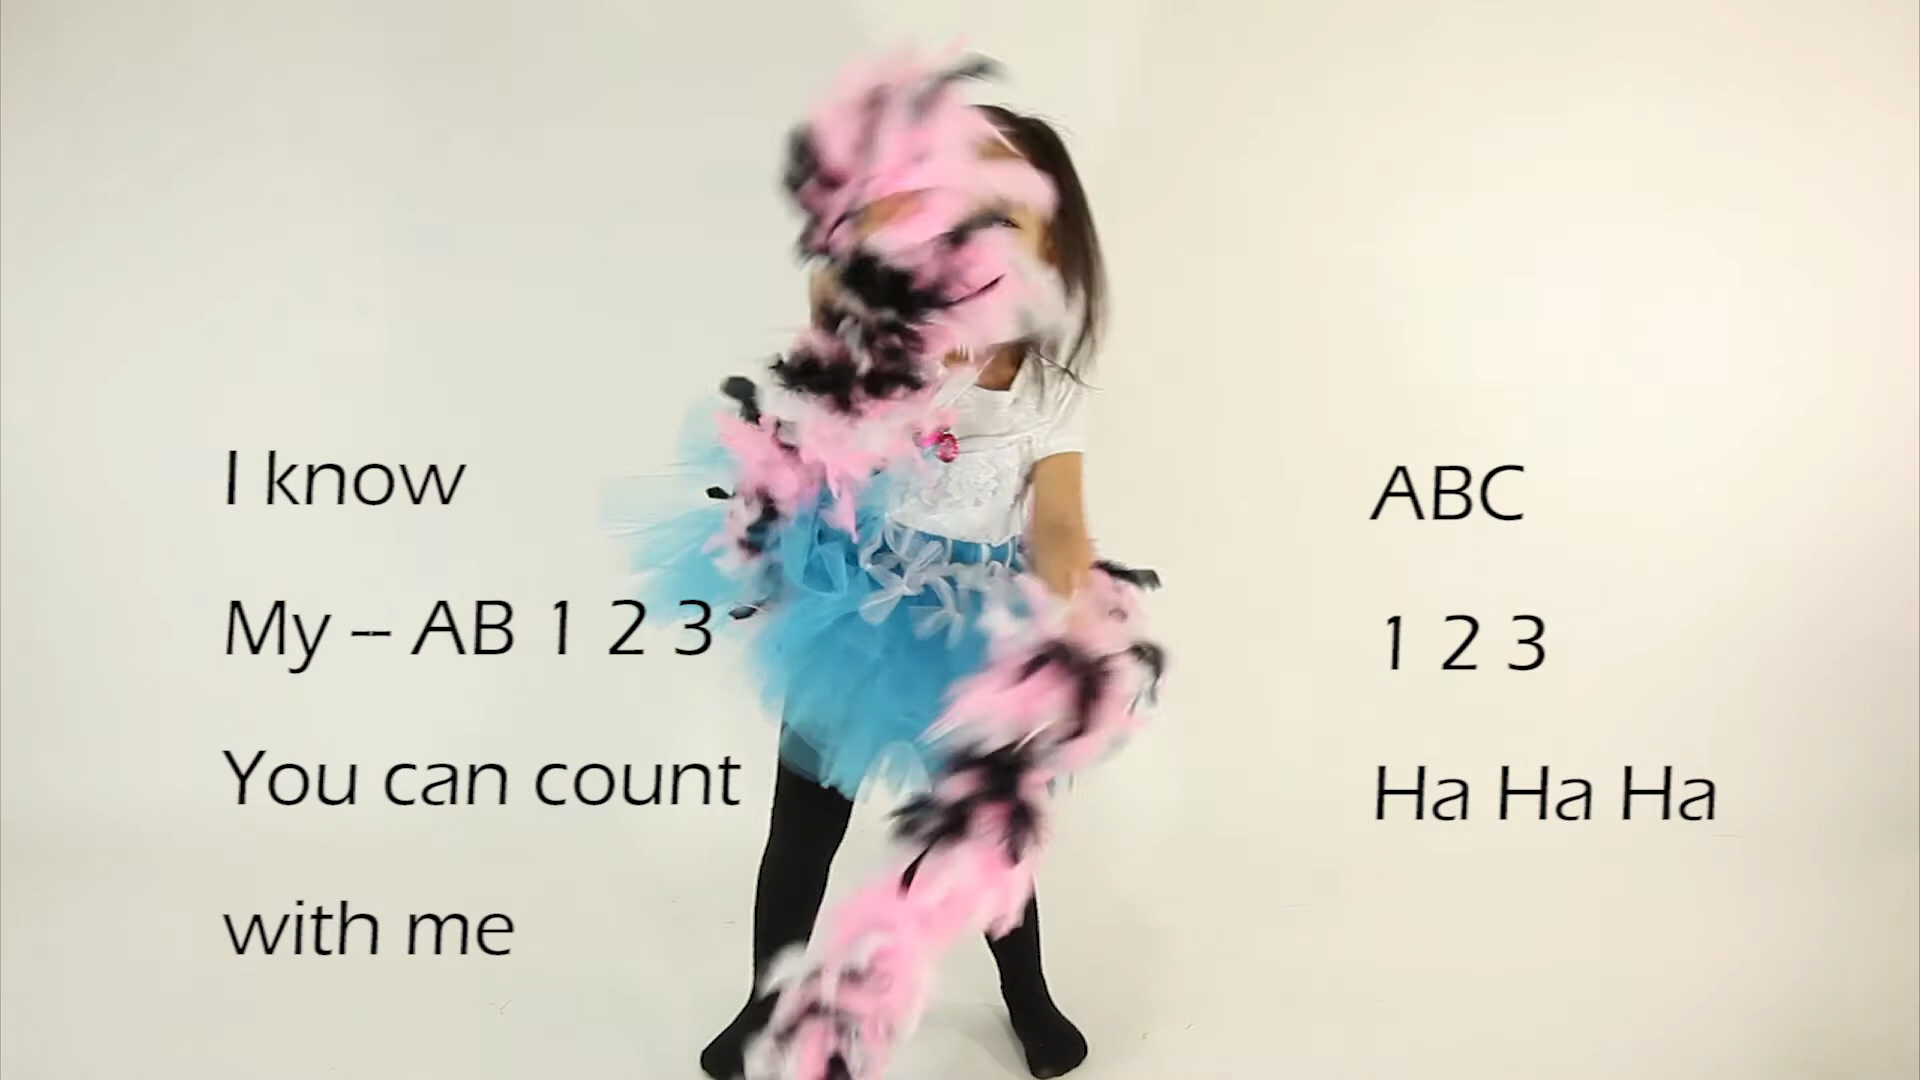 I know
My -- AB 1 2 3
You can count
with me
ABC
1 2 3
Ha Ha Ha